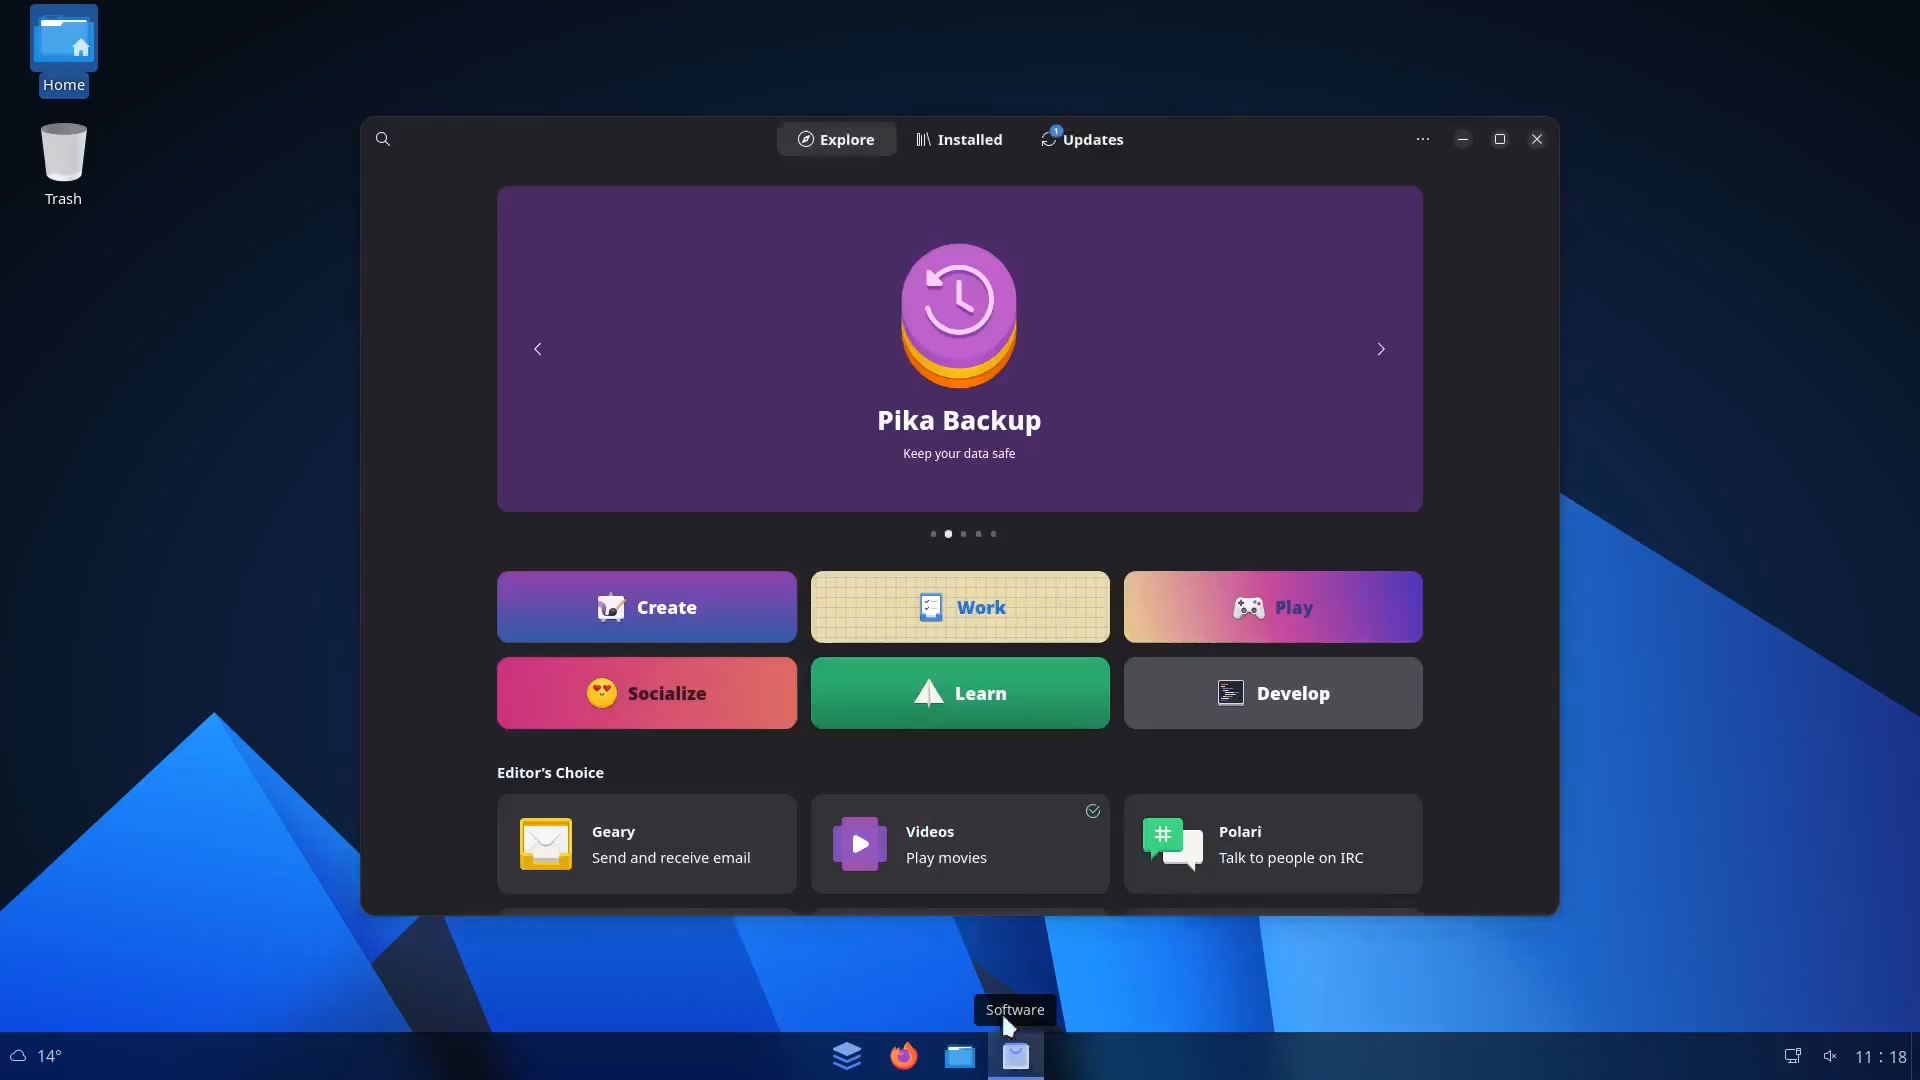 Home
Trash
Explore
Installed
1
Updates
Pika Backup
Keep your data safe
Create
Work
Play
Socialize
Learn
Develop
Editor’s Choice
Geary
Send and receive email
Videos
Play movies
Polari
Talk to people on IRC
Software
14°
11 : 18